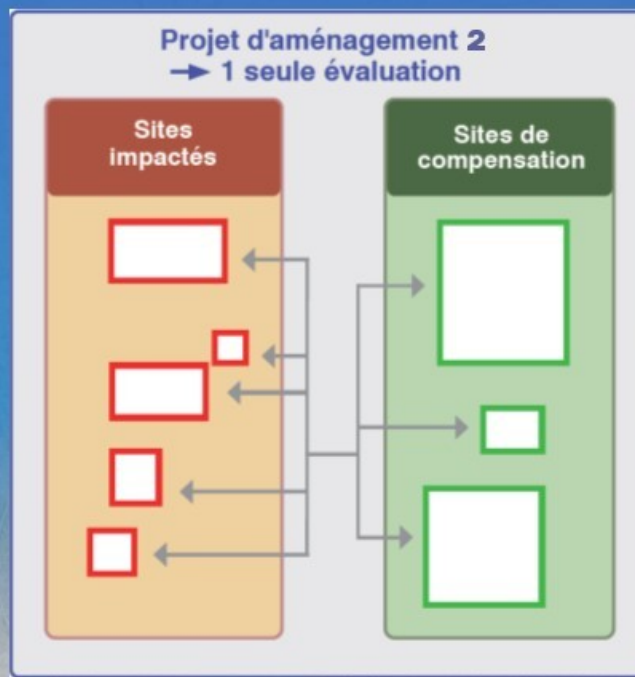 Projet d'aménagement 2
→ 1 seule évaluation
Sites
impactés
Sites de
compensation